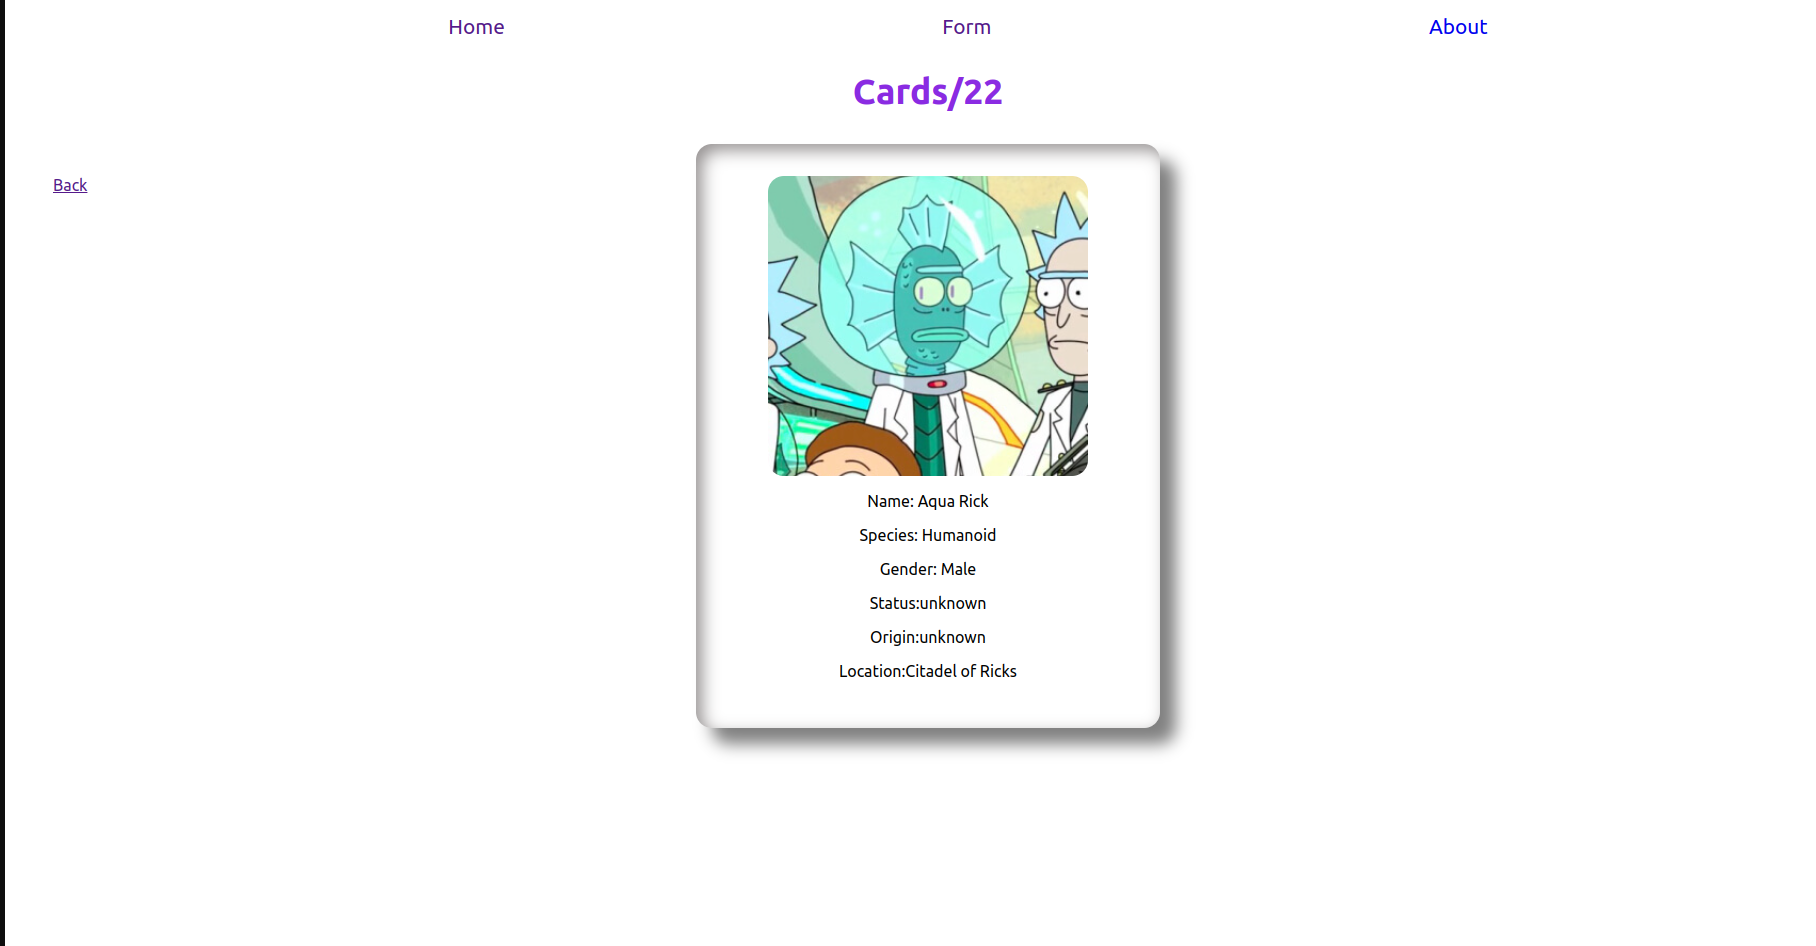 Home Form About
Cards/22
Back
Name: Aqua Rick
Species: Humanoid
Gender: Male
Status:unknown
Origin:unknown
Location:Citadel of Ricks